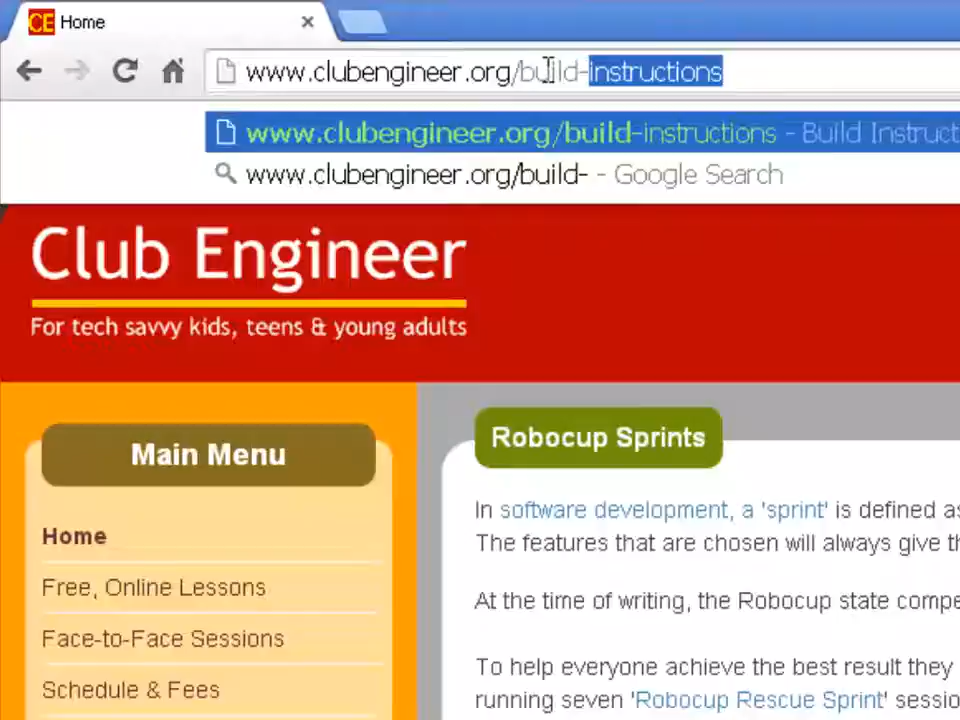 CE Home
www.clubengineer.org/build-instructions
www.clubengineer.org/build-instructions - Build Instruct
www.clubengineer.org/build- - Google Search
Club Engineer
For tech savvy kids, teens & young adults
Main Menu
Home
Free, Online Lessons
Face-to-Face Sessions
Schedule & Fees
Robocup Sprints
In software development, a 'sprint' is defined as
The features that are chosen will always give th
At the time of writing, the Robocup state compe
To help everyone achieve the best result they
running seven 'Robocup Rescue Sprint' sessio